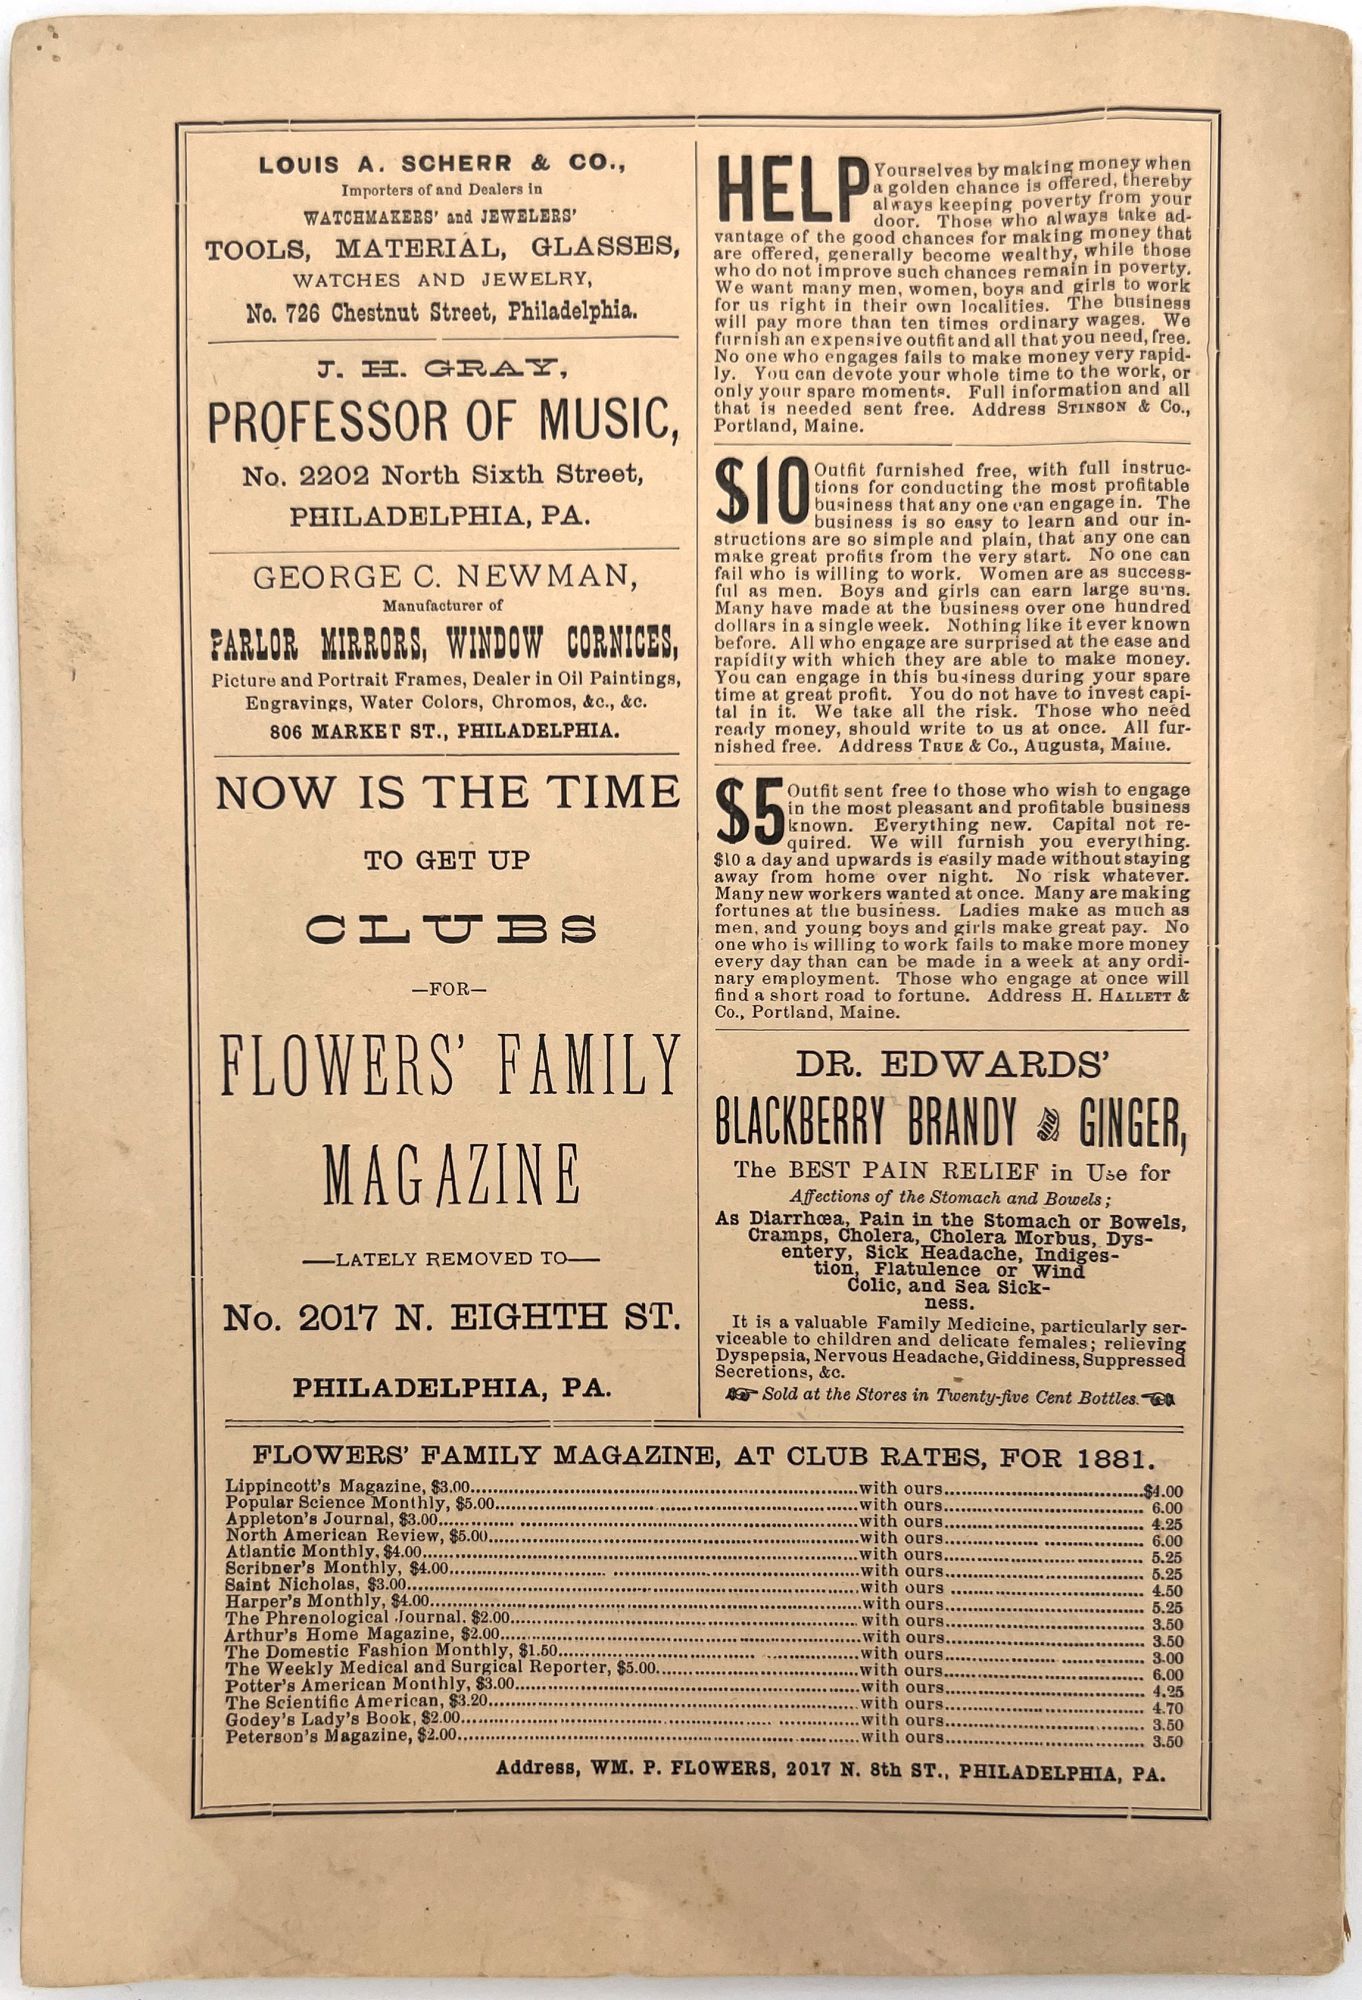 LOUIS A. SCHERR & CO.,
Importers of and Dealers in
WATCHMAKERS' and JEWELERS'
TOOLS, MATERIAL, GLASSES,
WATCHES AND JEWELRY,
No. 726 Chestnut Street, Philadelphia.
J. H. GRAY,
PROFESSOR OF MUSIC,
No. 2202 North Sixth Street,
PHILADELPHIA, PA.
GEORGE C. NEWMAN,
Manufacturer of
PARLOR MIRRORS, WINDOW CORNICES,
Picture and Portrait Frames, Dealer in Oil Paintings,
Engravings, Water Colors, Chromos, &c., &c.
806 MARKET ST., PHILADELPHIA.
NOW IS THE TIME
TO GET UP
CLUBS
—FOR—
FLOWERS' FAMILY
MAGAZINE
—LATELY REMOVED TO—
No. 2017 N. EIGHTH ST.
PHILADELPHIA, PA.
HELP Yourselves by making money when
a golden chance is offered, thereby
always keeping poverty from your
door. Those who always take ad-
vantage of the good chances for making money that
are offered, generally become wealthy, while those
who do not improve such chances remain in poverty.
We want many men, women, boys and girls to work
for us right in their own localities. The business
will pay more than ten times ordinary wages. We
furnish an expensive outfit and all that you need, free.
No one who engages fails to make money very rapid-
ly. You can devote your whole time to the work, or
only your spare moments. Full information and all
that is needed sent free. Address STINSON & Co.,
Portland, Maine.
$10 Outfit furnished free, with full instruc-
tions for conducting the most profitable
business that any one can engage in. The
business is so easy to learn and our in-
structions are so simple and plain, that any one can
make great profits from the very start. No one can
fail who is willing to work. Women are as success-
ful as men. Boys and girls can earn large sums.
Many have made at the business over one hundred
dollars in a single week. Nothing like it ever known
before. All who engage are surprised at the ease and
rapidity with which they are able to make money.
You can engage in this business during your spare
time at great profit. You do not have to invest capi-
tal in it. We take all the risk. Those who need
ready money, should write to us at once. All fur-
nished free. Address TRUE & Co., Augusta, Maine.
$5 Outfit sent free to those who wish to engage
in the most pleasant and profitable business
known. Everything new. Capital not re-
quired. We will furnish you everything.
$10 a day and upwards is easily made without staying
away from home over night. No risk whatever.
Many new workers wanted at once. Many are making
fortunes at the business. Ladies make as much as
men, and young boys and girls make great pay. No
one who is willing to work fails to make more money
every day than can be made in a week at any ordi-
nary employment. Those who engage at once will
find a short road to fortune. Address H. HALLETT &
Co., Portland, Maine.
DR. EDWARDS'
BLACKBERRY BRANDY and GINGER,
The BEST PAIN RELIEF in Use for
Affections of the Stomach and Bowels;
As Diarrhœa, Pain in the Stomach or Bowels,
Cramps, Cholera, Cholera Morbus, Dys-
entery, Sick Headache, Indiges-
tion, Flatulence or Wind
Colic, and Sea Sick-
ness.
It is a valuable Family Medicine, particularly ser-
viceable to children and delicate females; relieving
Dyspepsia, Nervous Headache, Giddiness, Suppressed
Secretions, &c.
Sold at the Stores in Twenty-five Cent Bottles.
FLOWERS' FAMILY MAGAZINE, AT CLUB RATES, FOR 1881.
Lippincott's Magazine, $3.00 with ours $4.00
Popular Science Monthly, $5.00 with ours 6.00
Appleton's Journal, $3.00 with ours 4.25
North American Review, $5.00 with ours 6.00
Atlantic Monthly, $4.00 with ours 5.25
Scribner's Monthly, $4.00 with ours 5.25
Saint Nicholas, $3.00 with ours 4.50
Harper's Monthly, $4.00 with ours 5.25
The Phrenological Journal, $2.00 with ours 3.50
Arthur's Home Magazine, $2.00 with ours 3.50
The Domestic Fashion Monthly, $1.50 with ours 3.00
The Weekly Medical and Surgical Reporter, $5.00 with ours 6.00
Potter's American Monthly, $3.00 with ours 4.25
The Scientific American, $3.20 with ours 4.70
Godey's Lady's Book, $2.00 with ours 3.50
Peterson's Magazine, $2.00 with ours 3.50
Address, WM. P. FLOWERS, 2017 N. 8th ST., PHILADELPHIA, PA.